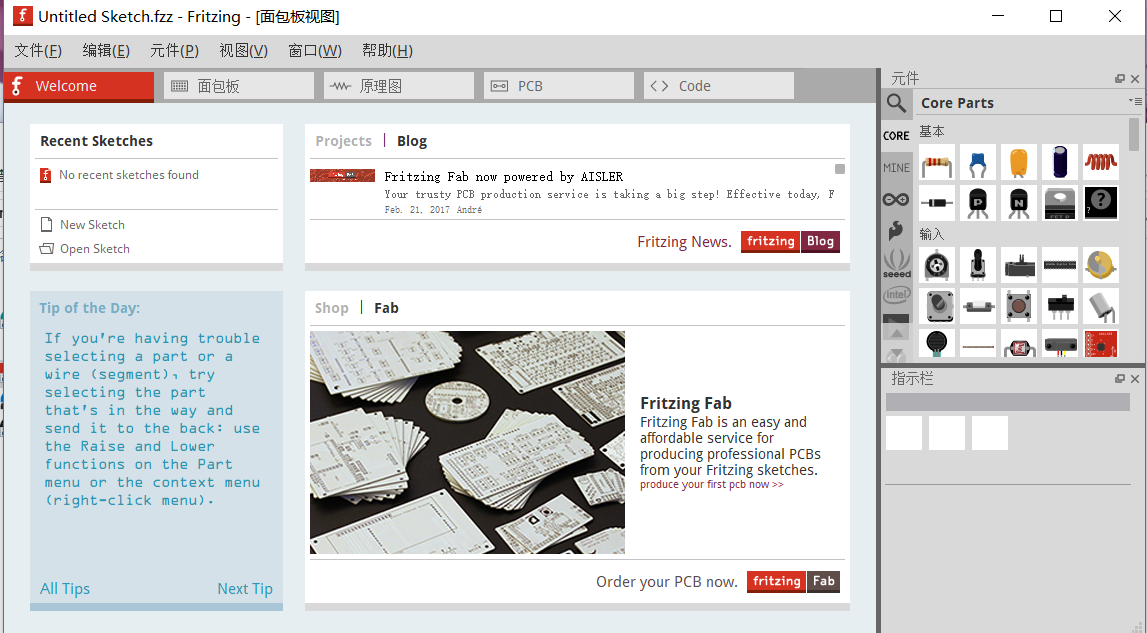 Untitled Sketch.fzz - Fritzing - [面包板视图]
文件(F) 编辑(E) 元件(P) 视图(V) 窗口(W) 帮助(H)
Welcome 面包板 原理图 PCB Code
Recent Sketches
No recent sketches found
New Sketch
Open Sketch
Projects | Blog
Fritzing Fab now powered by AISLER
Your trusty PCB production service is taking a big step! Effective today, F
Feb. 21, 2017 André
Fritzing News. fritzing Blog
Tip of the Day:
If you're having trouble
selecting a part or a
wire (segment), try
selecting the part
that's in the way and
send it to the back: use
the Raise and Lower
functions on the Part
menu or the context menu
(right-click menu).
All Tips Next Tip
Shop | Fab
Fritzing Fab
Fritzing Fab is an easy and
affordable service for
producing professional PCBs
from your Fritzing sketches.
produce your first pcb now >>
Order your PCB now. fritzing Fab
元件
Core Parts
CORE
MINE
seeed
intel
基本
P N
?
?
输入
指示栏